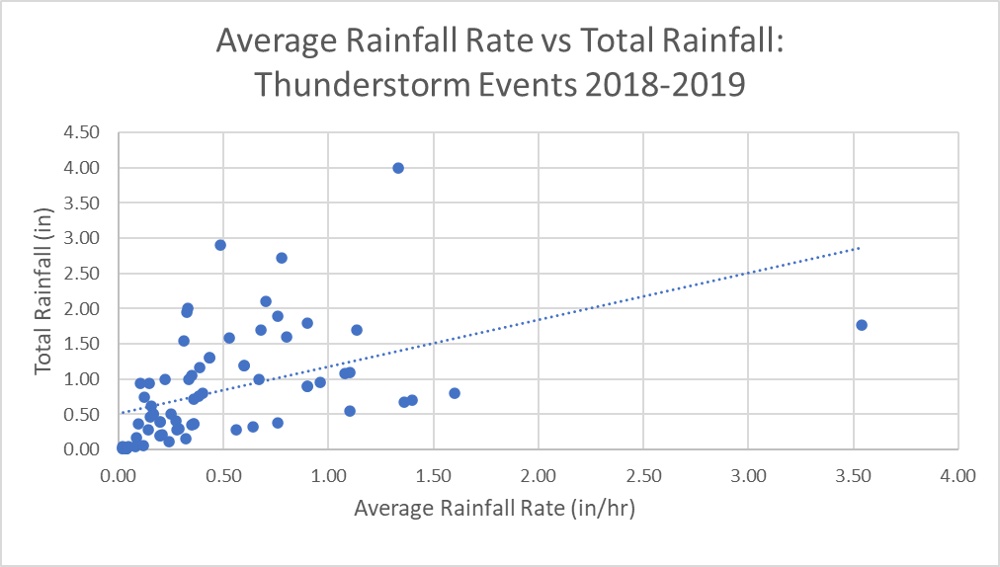 Average Rainfall Rate vs Total Rainfall:
Thunderstorm Events 2018-2019
4.50
4.00
3.50
3.00
2.50
2.00
1.50
1.00
0.50
0.00
Total Rainfall (in)
0.00 0.50 1.00 1.50 2.00 2.50 3.00 3.50 4.00
Average Rainfall Rate (in/hr)